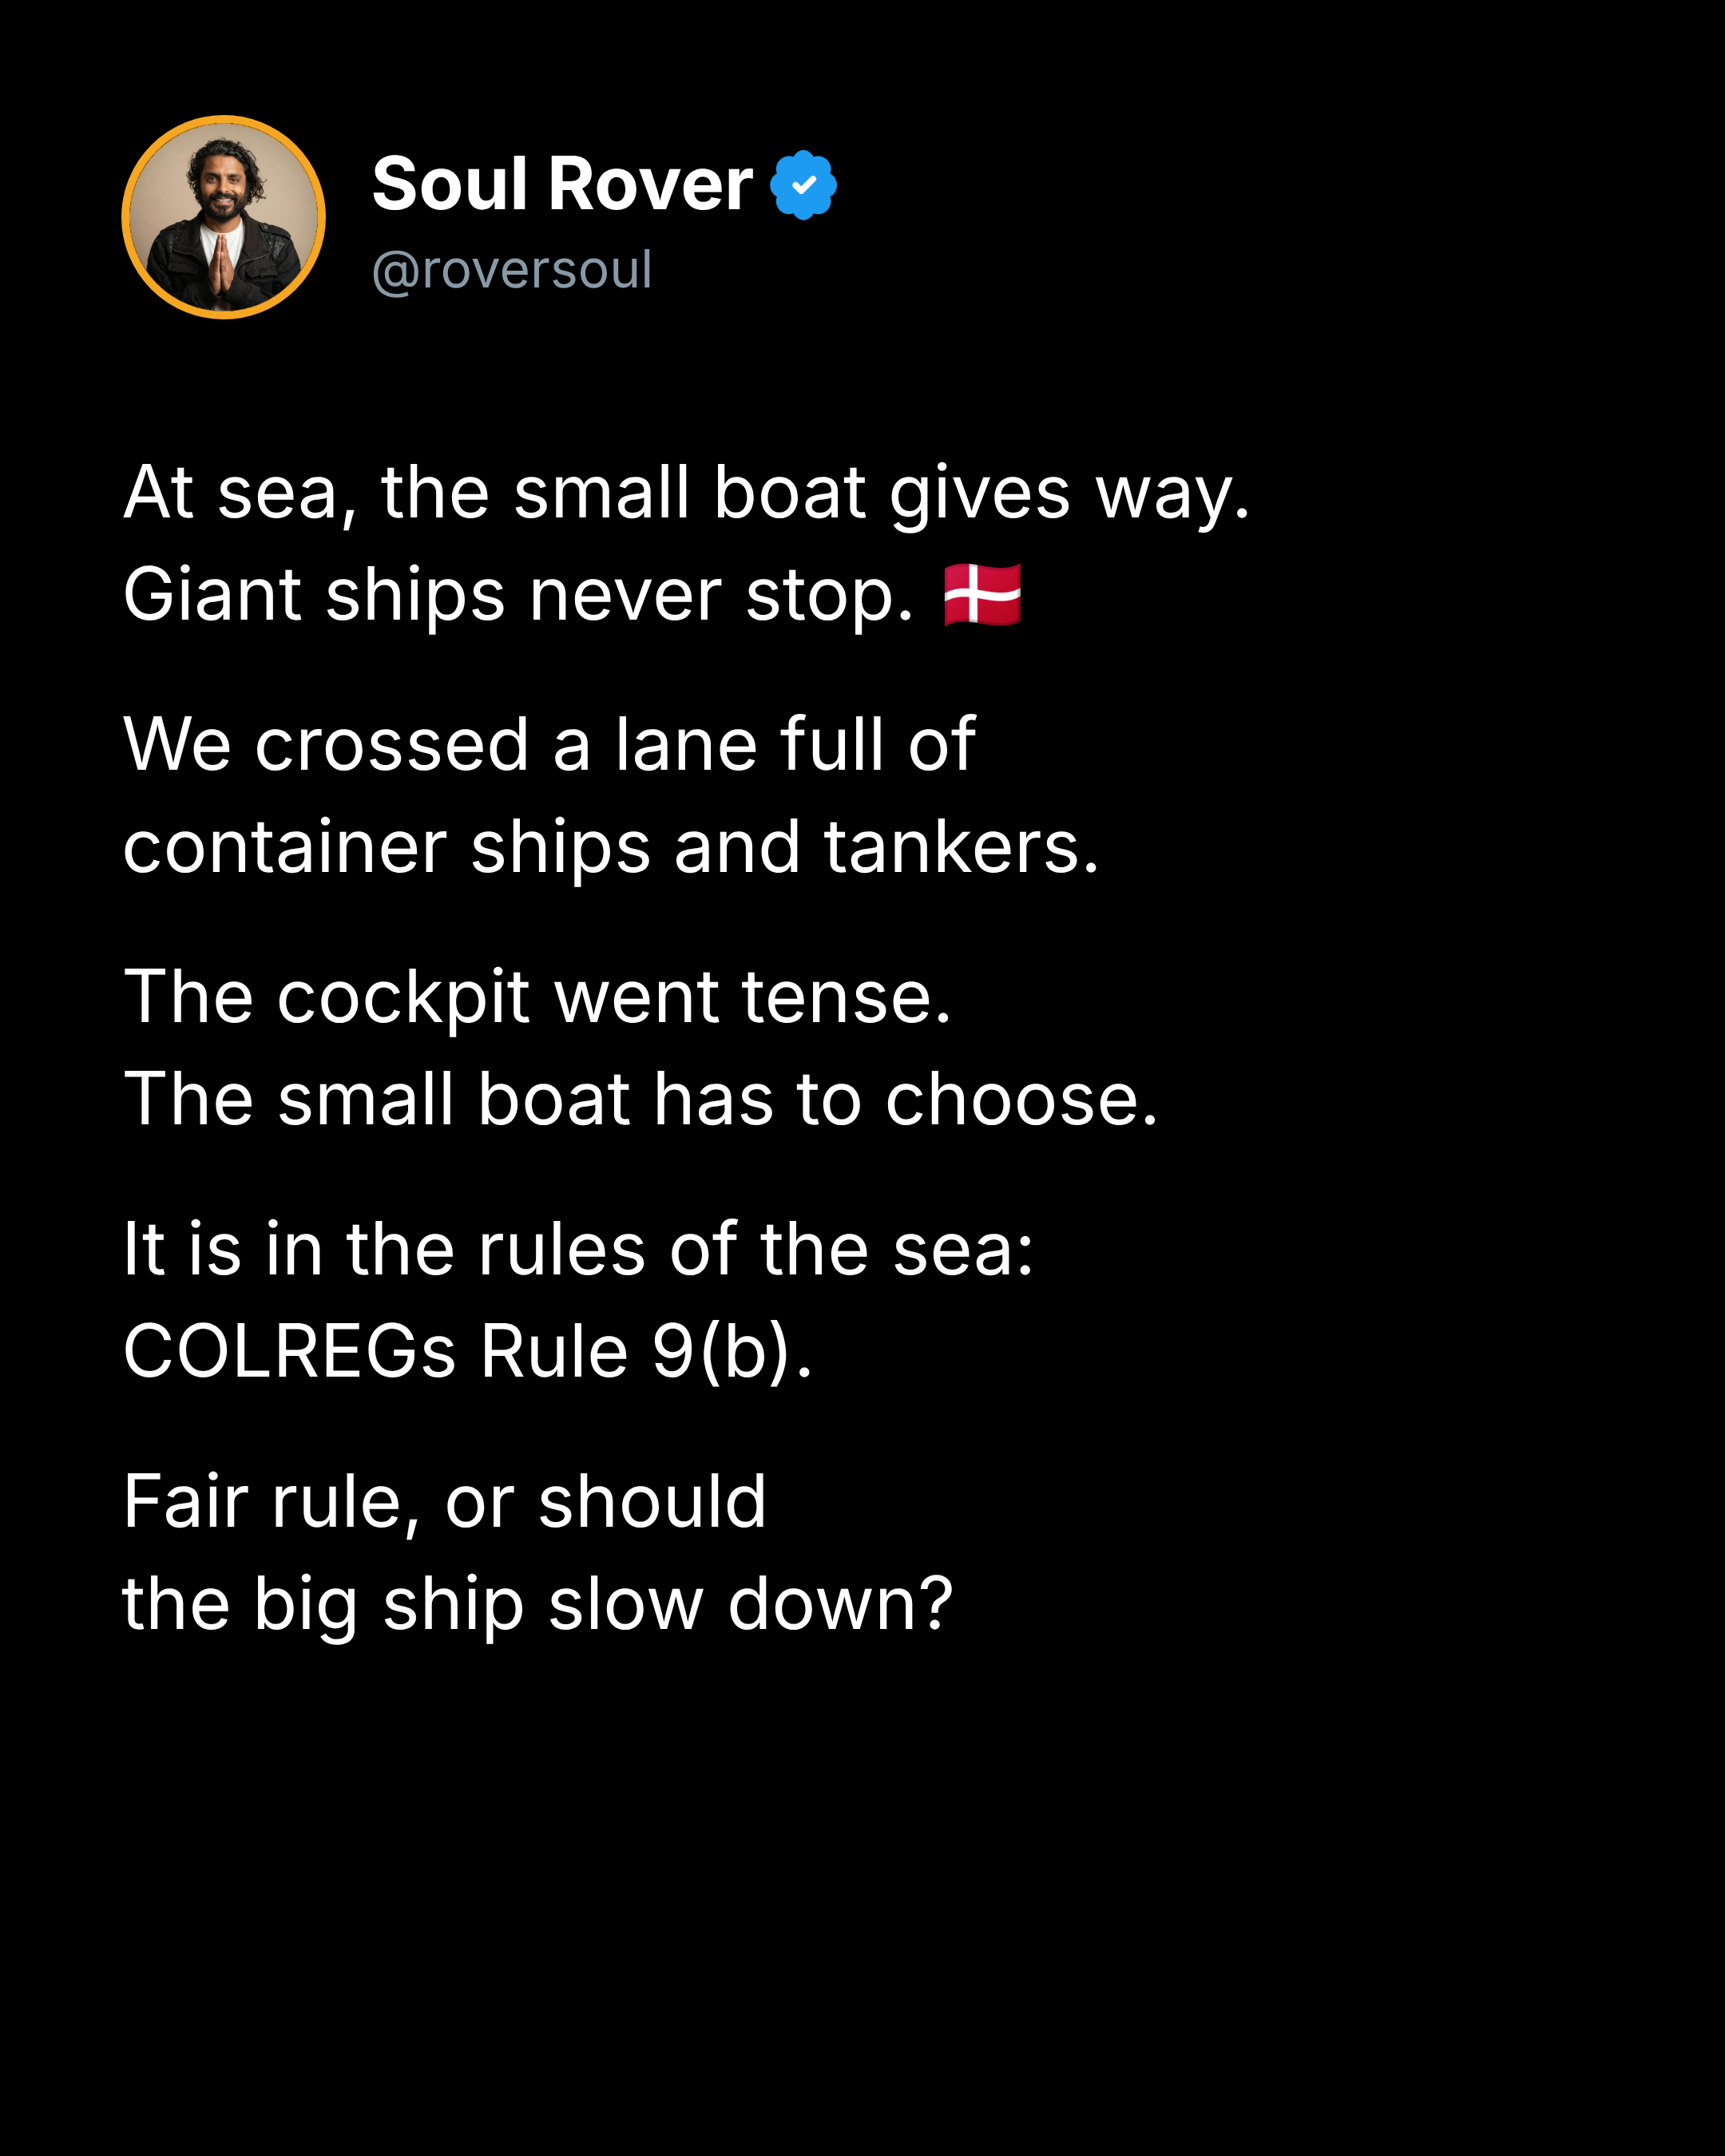 Soul Rover
@roversoul
At sea, the small boat gives way.
Giant ships never stop. 🇩🇰
We crossed a lane full of
container ships and tankers.
The cockpit went tense.
The small boat has to choose.
It is in the rules of the sea:
COLREGs Rule 9(b).
Fair rule, or should
the big ship slow down?